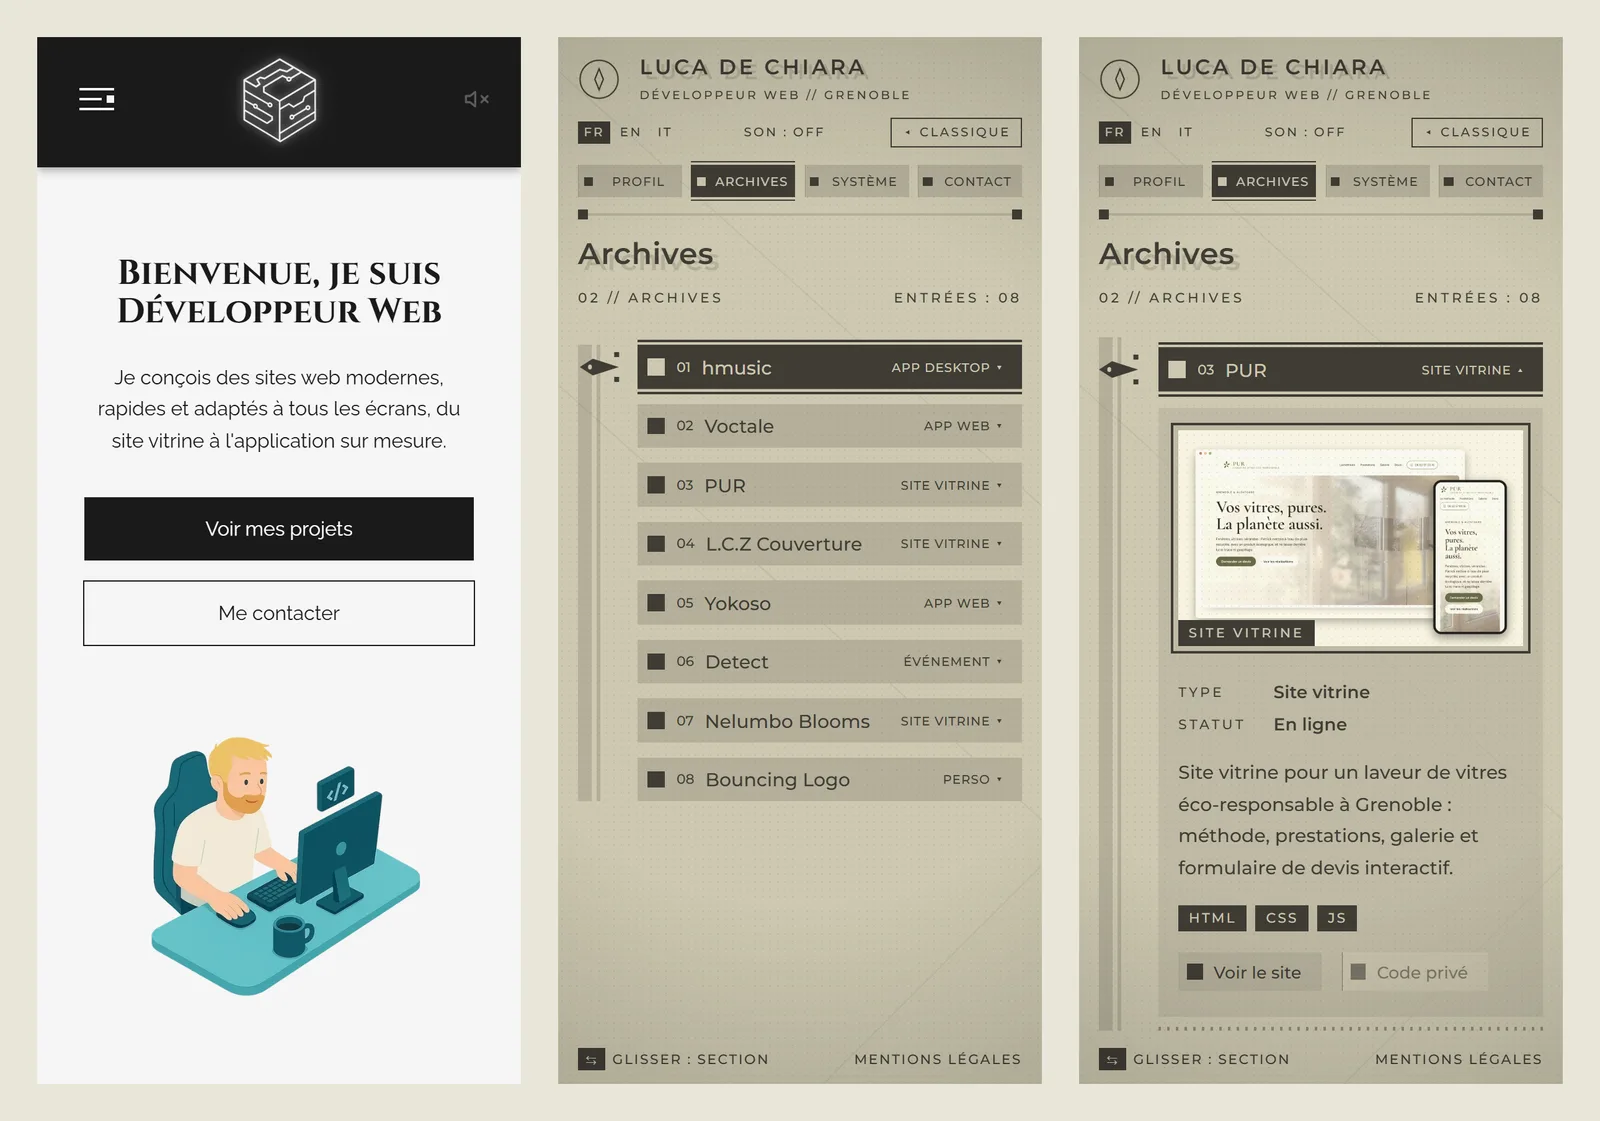 Bienvenue, je suis
Développeur Web
Je conçois des sites web modernes,
rapides et adaptés à tous les écrans, du
site vitrine à l'application sur mesure.
Voir mes projets
Me contacter
</>
LUCA DE CHIARA
DÉVELOPPEUR WEB // GRENOBLE
FR EN IT SON : OFF ◂ CLASSIQUE
PROFIL ARCHIVES SYSTÈME CONTACT
Archives
02 // ARCHIVES ENTRÉES : 08
01 hmusic APP DESKTOP ▾
02 Voctale APP WEB ▾
03 PUR SITE VITRINE ▾
04 L.C.Z Couverture SITE VITRINE ▾
05 Yokoso APP WEB ▾
06 Detect ÉVÉNEMENT ▾
07 Nelumbo Blooms SITE VITRINE ▾
08 Bouncing Logo PERSO ▾
⇆ GLISSER : SECTION MENTIONS LÉGALES
LUCA DE CHIARA
DÉVELOPPEUR WEB // GRENOBLE
FR EN IT SON : OFF ◂ CLASSIQUE
PROFIL ARCHIVES SYSTÈME CONTACT
Archives
02 // ARCHIVES ENTRÉES : 08
03 PUR SITE VITRINE ▴
PUR
Vos vitres, pures.
La planète aussi.
PUR
Vos vitres,
pures.
La planète
aussi.
SITE VITRINE
TYPE Site vitrine
STATUT En ligne
Site vitrine pour un laveur de vitres
éco-responsable à Grenoble :
méthode, prestations, galerie et
formulaire de devis interactif.
HTML CSS JS
Voir le site Code privé
⇆ GLISSER : SECTION MENTIONS LÉGALES